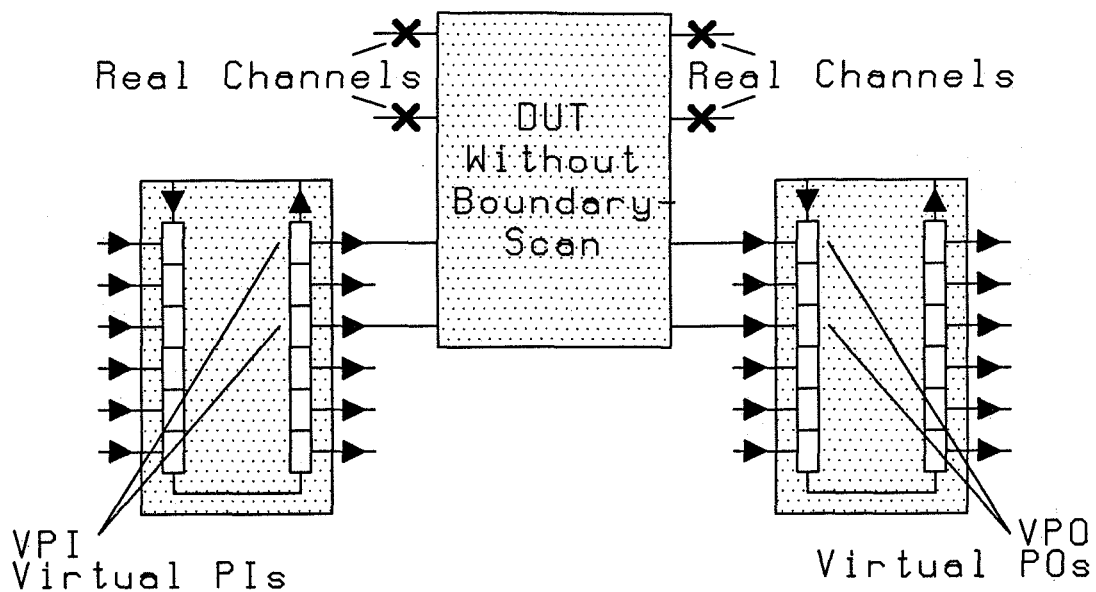 Real Channels
Real Channels
DUT
Without
Boundary-
Scan
VPI
Virtual PIs
VPO
Virtual POs